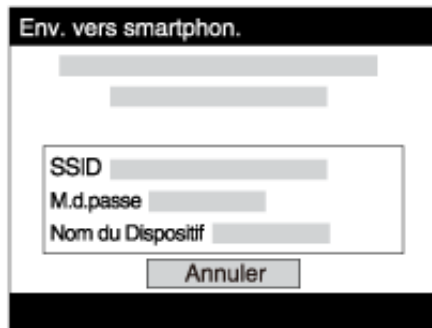 Env. vers smartphon.
SSID
M.d.passe
Nom du Dispositif
Annuler